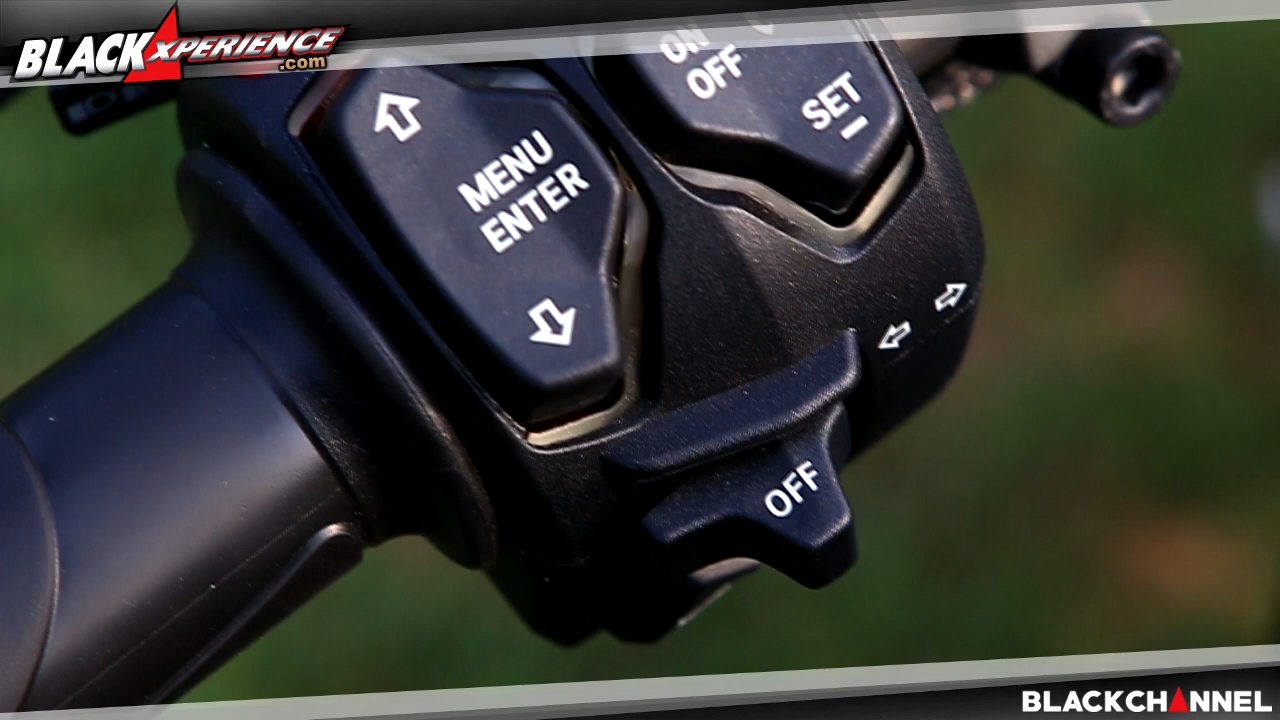 BLACKXPERIENCE
.com
ON
OFF
SET
MENU
ENTER
OFF
BLACKCHANNEL